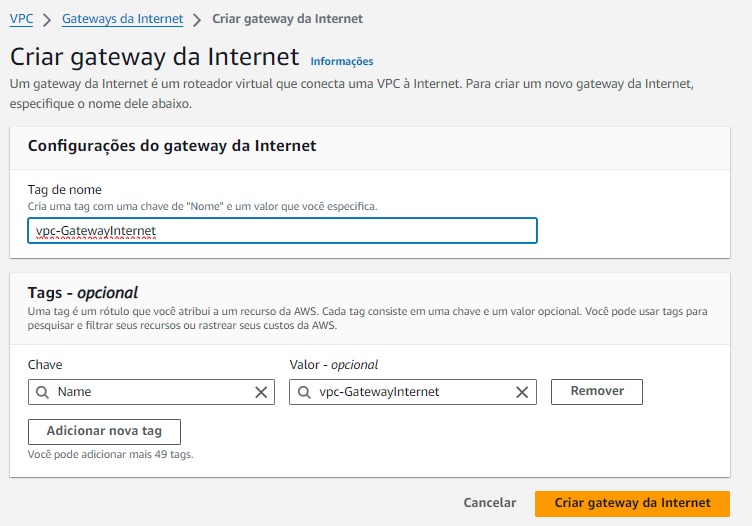 VPC > Gateways da Internet > Criar gateway da Internet
Criar gateway da Internet Informações
Um gateway da Internet é um roteador virtual que conecta uma VPC à Internet. Para criar um novo gateway da Internet,
especifique o nome dele abaixo.
Configurações do gateway da Internet
Tag de nome
Cria uma tag com uma chave de "Nome" e um valor que você especifica.
vpc-GatewayInternet
Tags - opcional
Uma tag é um rótulo que você atribui a um recurso da AWS. Cada tag consiste em uma chave e um valor opcional. Você pode usar tags para
pesquisar e filtrar seus recursos ou rastrear seus custos da AWS.
Chave Valor - opcional
Name vpc-GatewayInternet Remover
Adicionar nova tag
Você pode adicionar mais 49 tags.
Cancelar Criar gateway da Internet